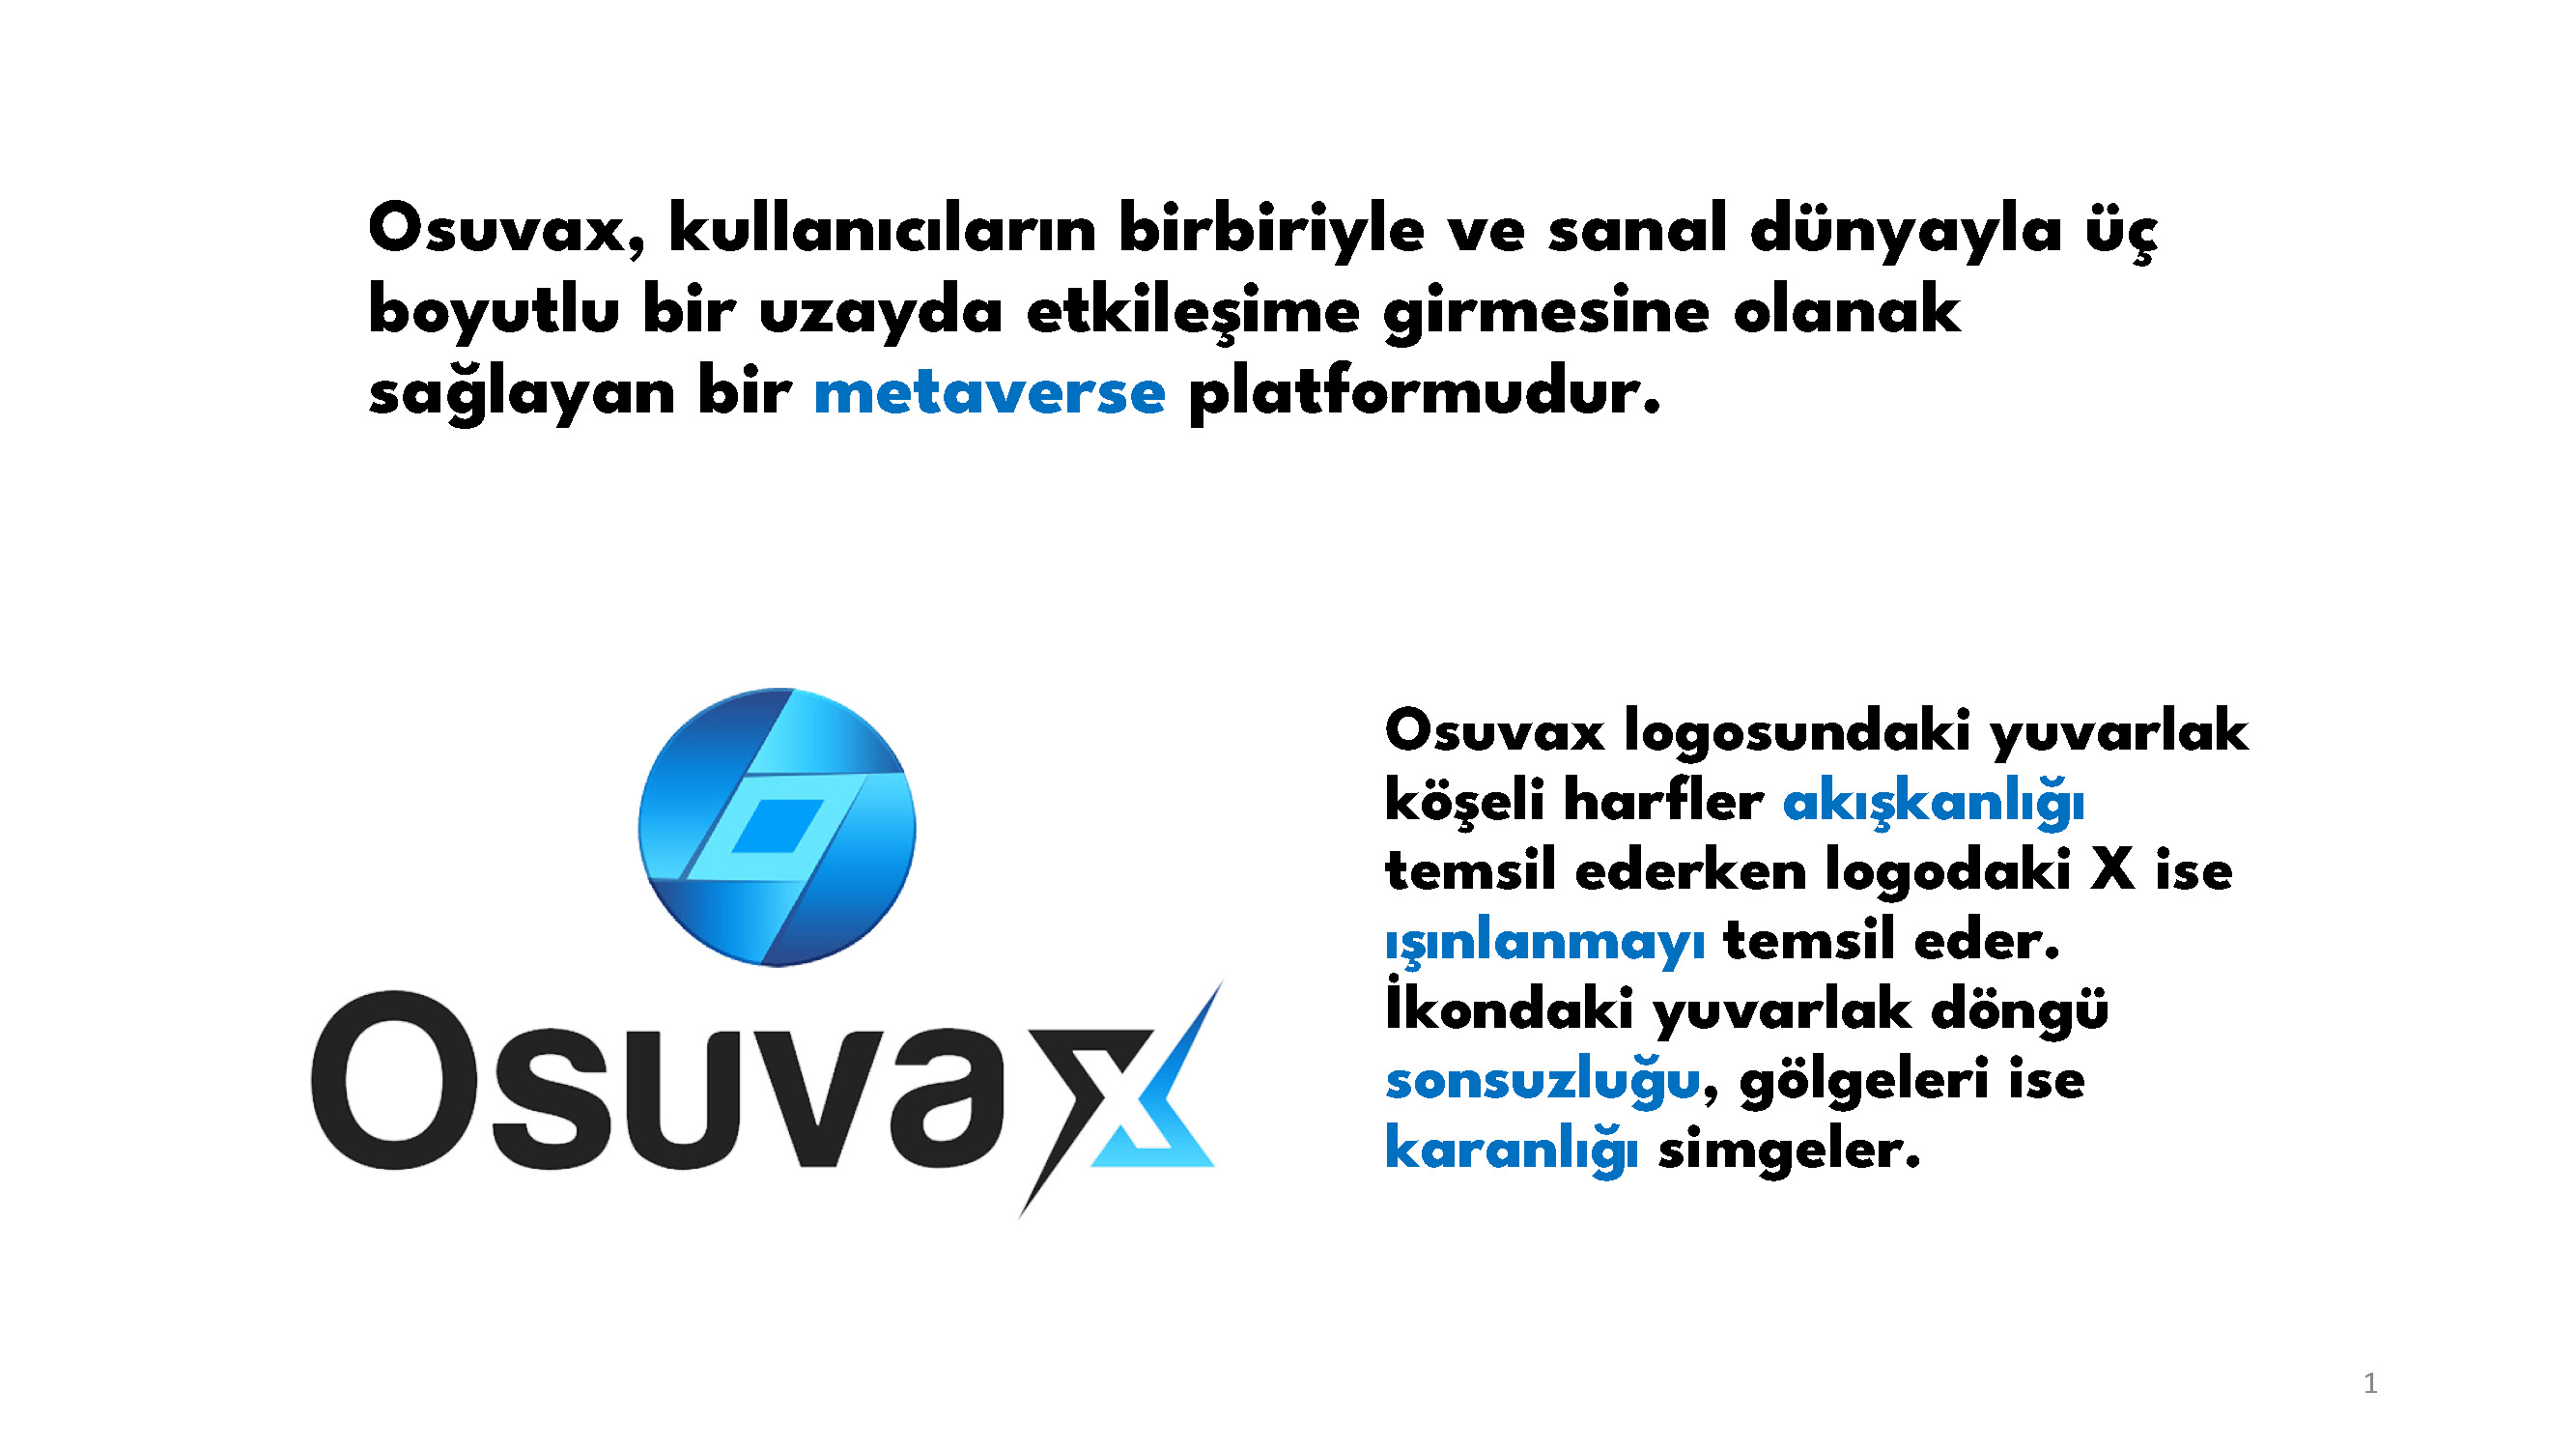 Osuvax, kullanıcıların birbiriyle ve sanal dünyayla üç
boyutlu bir uzayda etkileşime girmesine olanak
sağlayan bir metaverse platformudur.
Osuvax
Osuvax logosundaki yuvarlak
köşeli harfler akışkanlığı
temsil ederken logodaki X ise
ışınlanmayı temsil eder.
İkondaki yuvarlak döngü
sonsuzluğu, gölgeleri ise
karanlığı simgeler.
1